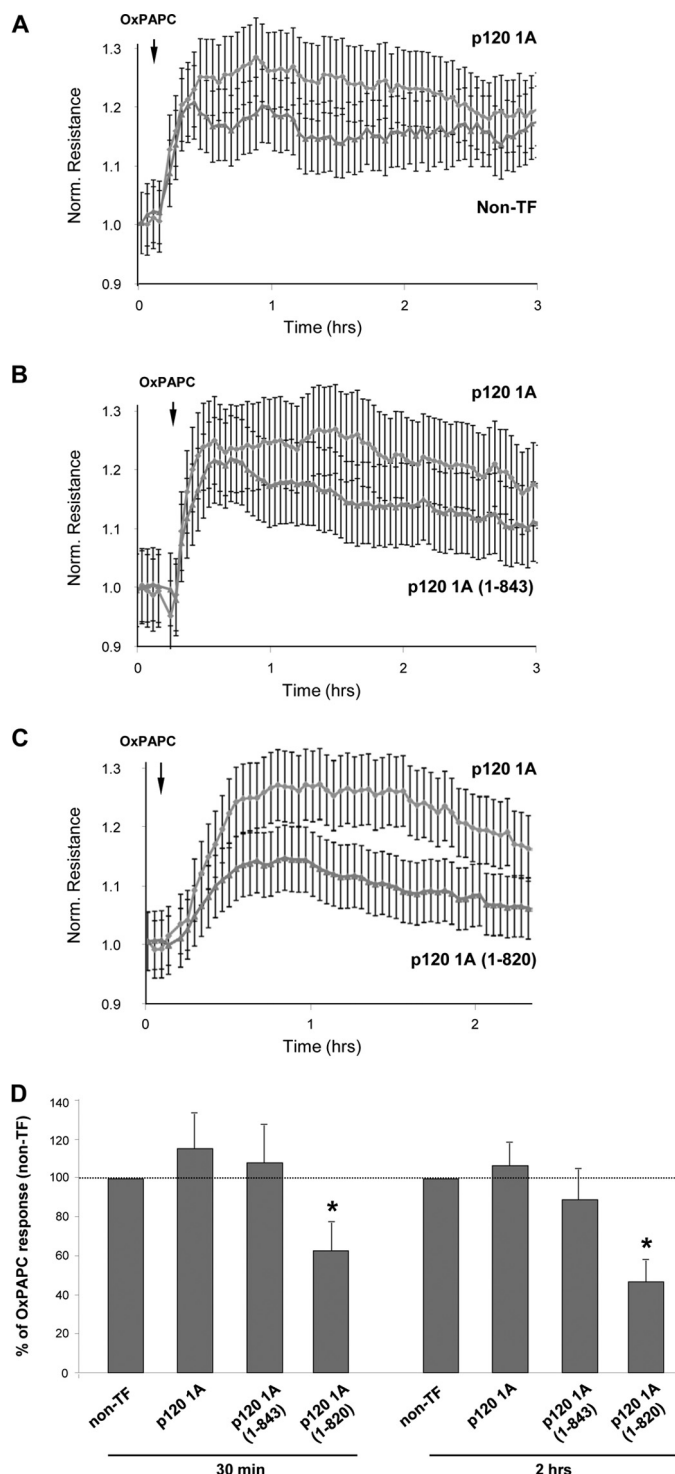 A
OxPAPC
p120 1A
1.3
1.2
1.1
1.0
0.9
Norm. Resistance
Non-TF
0 1 2 3
Time (hrs)
B
OxPAPC
p120 1A
1.3
1.2
1.1
1.0
0.9
Norm. Resistance
p120 1A (1-843)
0 1 2 3
Time (hrs)
C
OxPAPC
p120 1A
1.3
1.2
1.1
1.0
0.9
Norm. Resistance
p120 1A (1-820)
0 1 2
Time (hrs)
D
% of OxPAPC response (non-TF)
140
120
100
80
60
40
20
0
* *
non-TF
p120 1A
p120 1A
(1-843)
p120 1A
(1-820)
non-TF
p120 1A
p120 1A
(1-843)
p120 1A
(1-820)
30 min 2 hrs